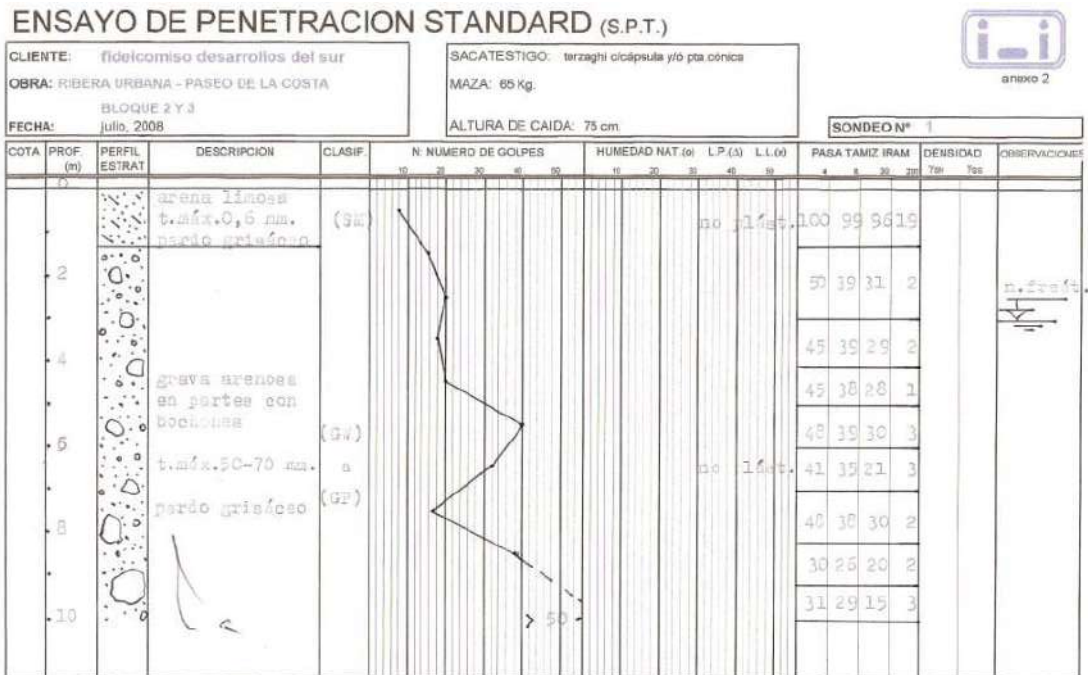 ENSAYO DE PENETRACION STANDARD (S.P.T.)
anexo 2
CLIENTE: fideicomiso desarrollos del sur
OBRA: RIBERA URBANA - PASEO DE LA COSTA
BLOQUE 2 Y 3
FECHA: julio, 2008
SACATESTIGO: terzaghi c/cápsula y/ó pta.cónica
MAZA: 65 Kg.
ALTURA DE CAIDA: 75 cm
SONDEO Nº 1
COTA PROF. (m) PERFIL ESTRAT DESCRIPCION CLASIF. N: NUMERO DE GOLPES HUMEDAD NAT.(o) L.P.(Δ) L.L.(x) PASA TAMIZ IRAM DENSIDAD OBSERVACIONES
10 20 30 40 50 10 20 30 40 50 4 8 30 200
0
arena limosa
t.máx.0,6 mm. (SM) no plást. 100 99 96 19
pardo grisáceo
2 50 39 31 2 n.freát.
4 45 39 29 2
grava arenosa 45 38 28 1
en partes con
bochones
6 (GW) 48 39 30 3
t.máx.50-70 mm. a no lást. 41 35 21 3
pardo grisáceo (GP)
8 48 38 30 2
30 26 20 2
31 29 15 3
10 > 50